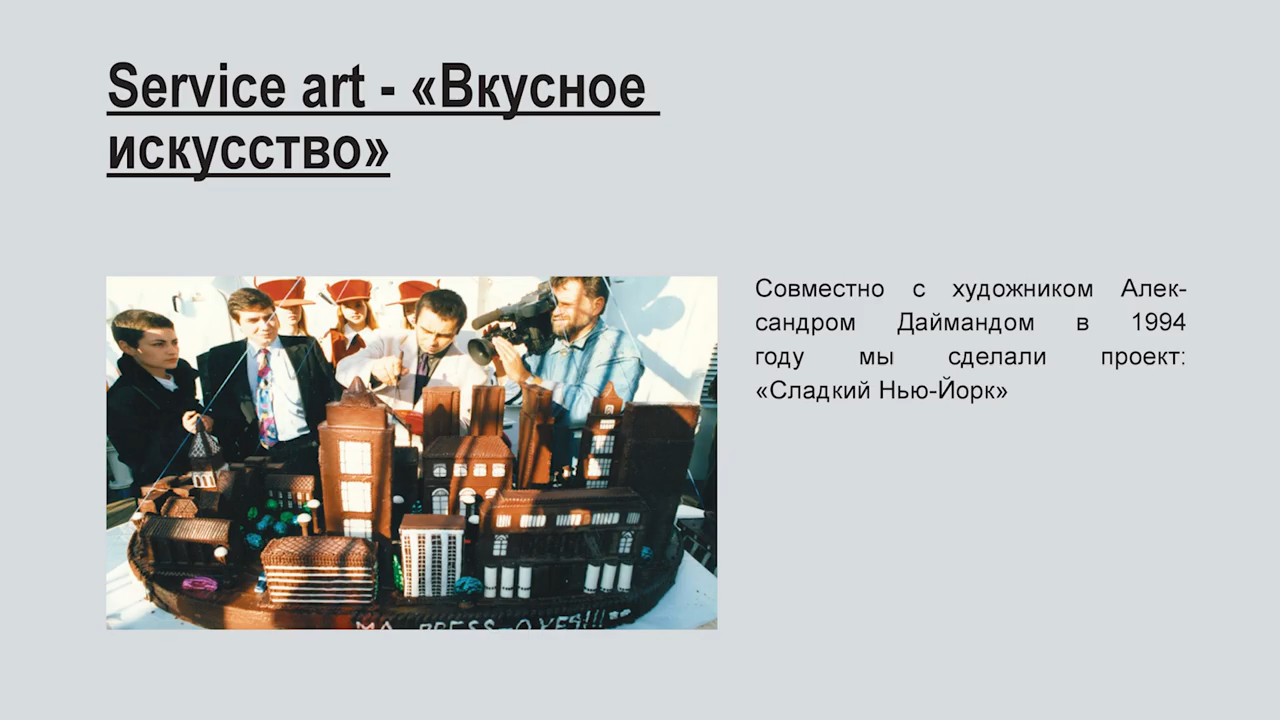 Service art - «Вкусное
искусство»
Совместно с художником Алек-
сандром Даймандом в 1994
году мы сделали проект:
«Сладкий Нью-Йорк»